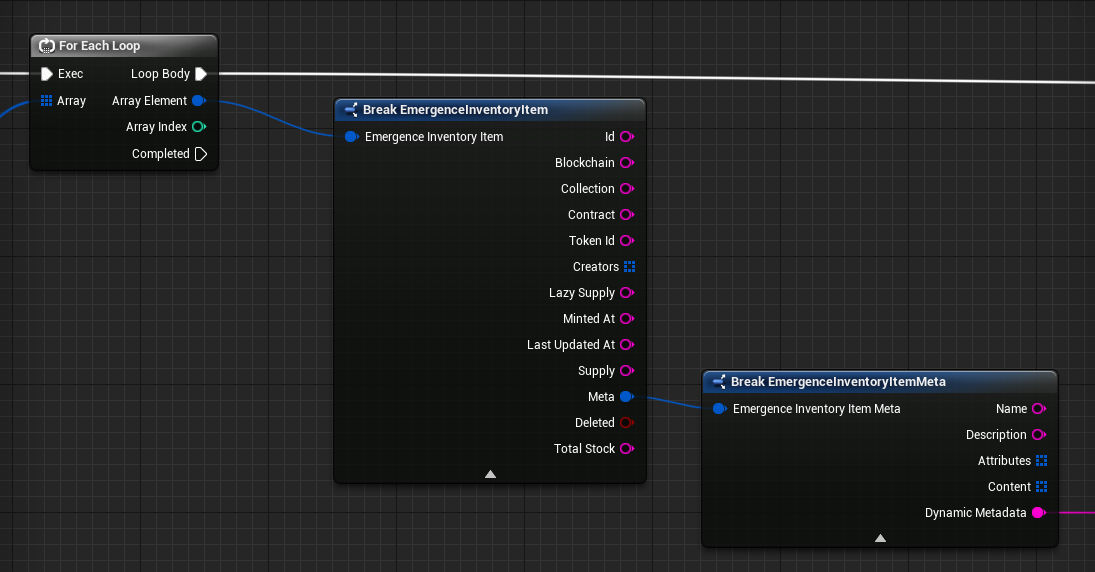 For Each Loop
Exec Loop Body
Array Array Element
Array Index
Completed
Break EmergenceInventoryItem
Emergence Inventory Item Id
Blockchain
Collection
Contract
Token Id
Creators
Lazy Supply
Minted At
Last Updated At
Supply
Meta
Deleted
Total Stock
Break EmergenceInventoryItemMeta
Emergence Inventory Item Meta Name
Description
Attributes
Content
Dynamic Metadata